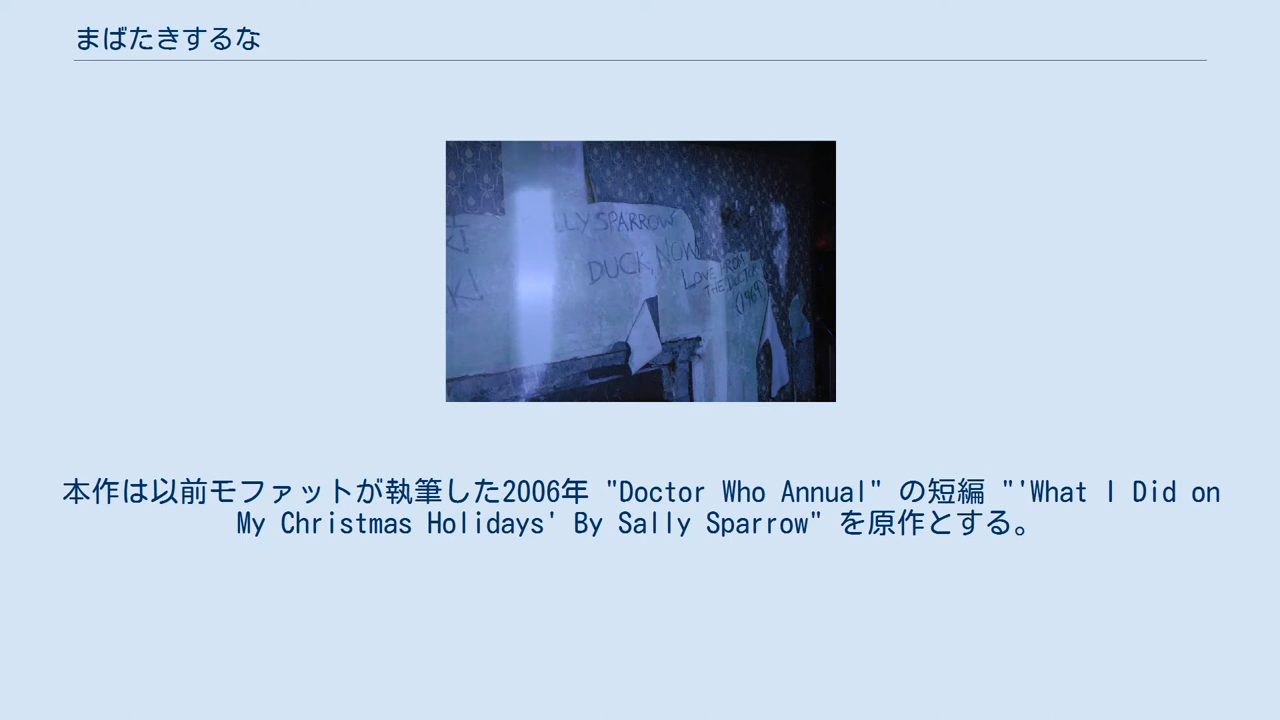 まばたきするな
LLY SPARROW
DUCK, NOW
LOVE FROM
THE DOCTOR
(1969)
K!
K!
本作は以前モファットが執筆した2006年 "Doctor Who Annual" の短編 "'What I Did on
My Christmas Holidays' By Sally Sparrow" を原作とする。